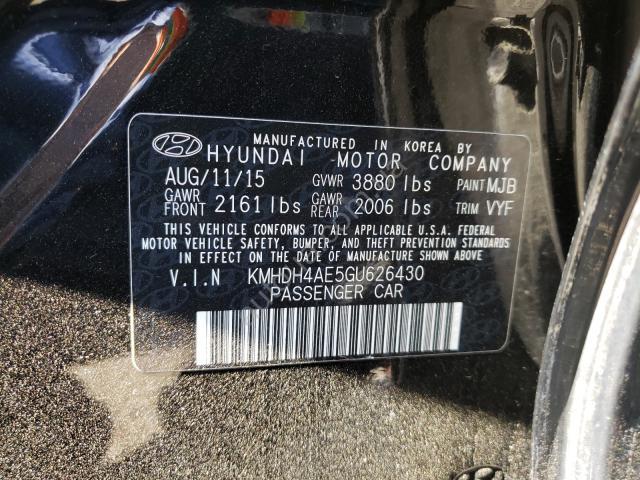 MANUFACTURED IN KOREA BY
HYUNDAI MOTOR COMPANY
AUG/11/15 GVWR 3880 lbs PAINT MJB
GAWR FRONT 2161 lbs GAWR REAR 2006 lbs TRIM VYF
THIS VEHICLE CONFORMS TO ALL APPLICABLE U.S.A. FEDERAL
MOTOR VEHICLE SAFETY, BUMPER, AND THEFT PREVENTION STANDARDS
IN EFFECT ON THE DATE OF MANUFACTURE SHOWN ABOVE
V.I.N KMHDH4AE5GU626430
PASSENGER CAR